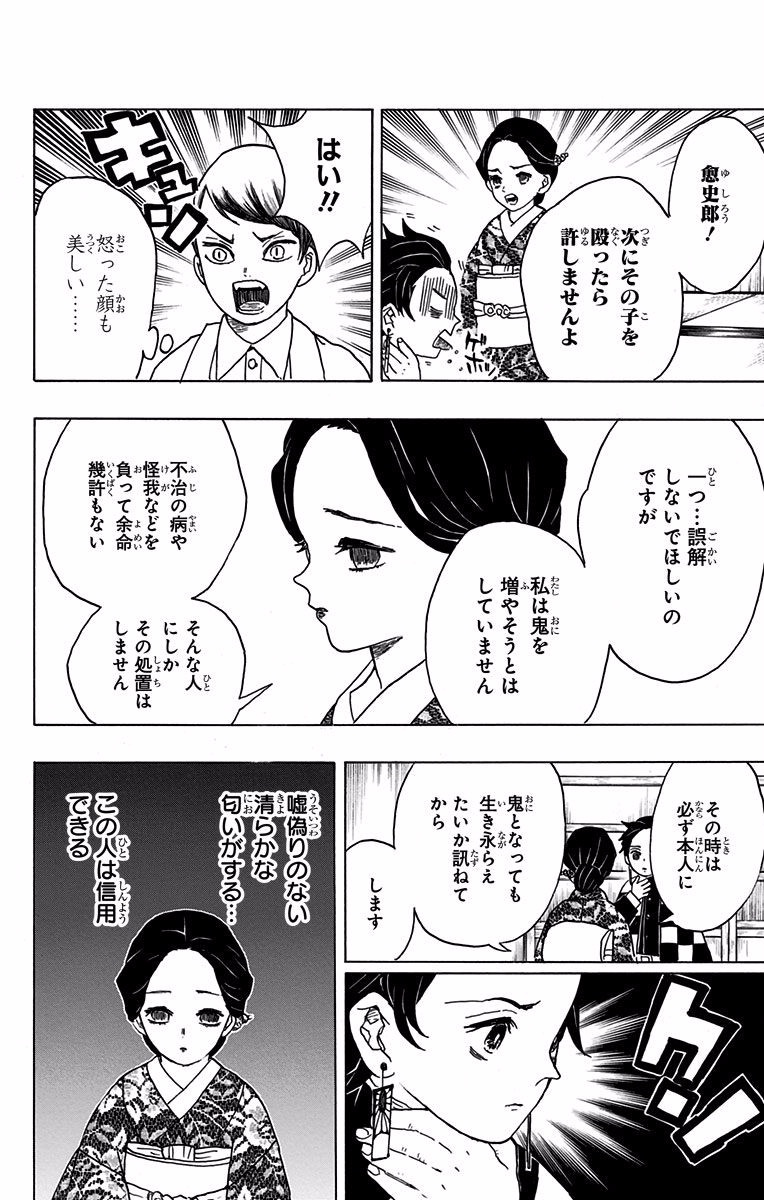 愈史郎！
次にその子を
殴ったら
許しませんよ
ゲホ
はい!!
キュン
怒った顔も
美しい……
一つ…誤解
しないでほしいの
ですが
私は鬼を
増やそうとは
していません
不治の病や
怪我などを
負って余命
幾許もない
そんな人
にしか
その処置は
しません
その時は
必ず本人に
鬼となっても
生き永らえ
たいか訊ねて
から
します
クン
嘘偽りのない
清らかな
匂いがする…
この人は信用
できる